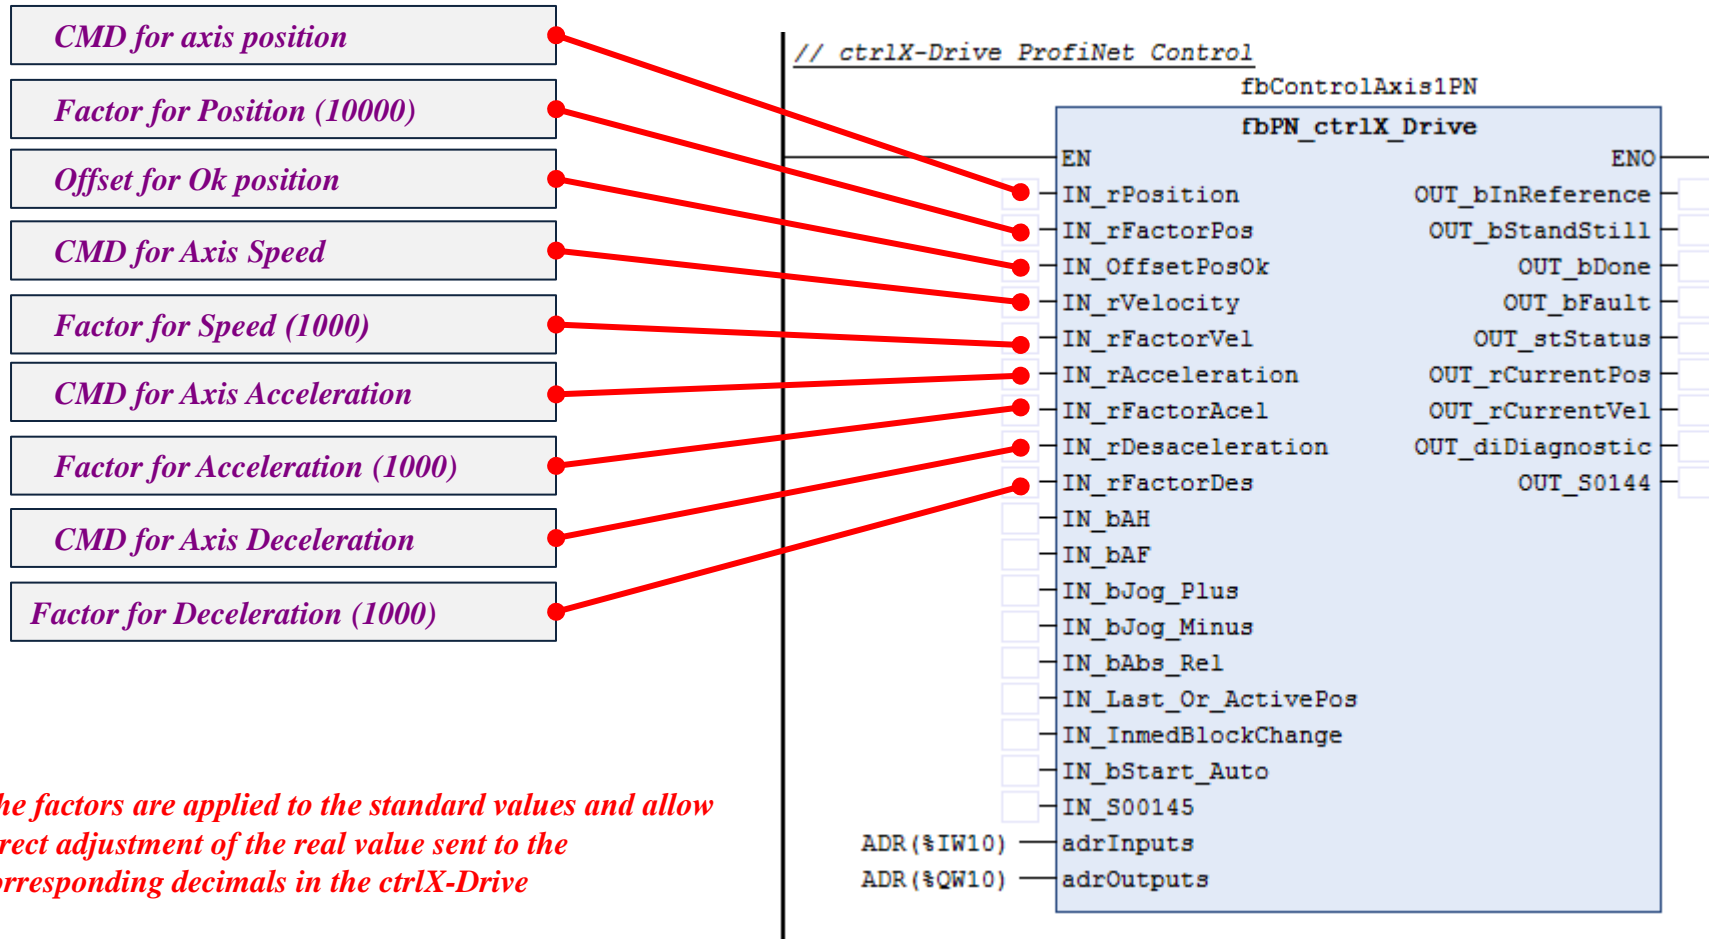 CMD for axis position
Factor for Position (10000)
Offset for Ok position
CMD for Axis Speed
Factor for Speed (1000)
CMD for Axis Acceleration
Factor for Acceleration (1000)
CMD for Axis Deceleration
Factor for Deceleration (1000)
he factors are applied to the standard values and allow
rect adjustment of the real value sent to the
orresponding decimals in the ctrlX-Drive
// ctrlX-Drive ProfiNet Control
fbControlAxis1PN
fbPN_ctrlX_Drive
EN ENO
IN_rPosition OUT_bInReference
IN_rFactorPos OUT_bStandStill
IN_OffsetPosOk OUT_bDone
IN_rVelocity OUT_bFault
IN_rFactorVel OUT_stStatus
IN_rAcceleration OUT_rCurrentPos
IN_rFactorAcel OUT_rCurrentVel
IN_rDesaceleration OUT_diDiagnostic
IN_rFactorDes OUT_S0144
IN_bAH
IN_bAF
IN_bJog_Plus
IN_bJog_Minus
IN_bAbs_Rel
IN_Last_Or_ActivePos
IN_InmedBlockChange
IN_bStart_Auto
IN_S00145
ADR(%IW10) adrInputs
ADR(%QW10) adrOutputs